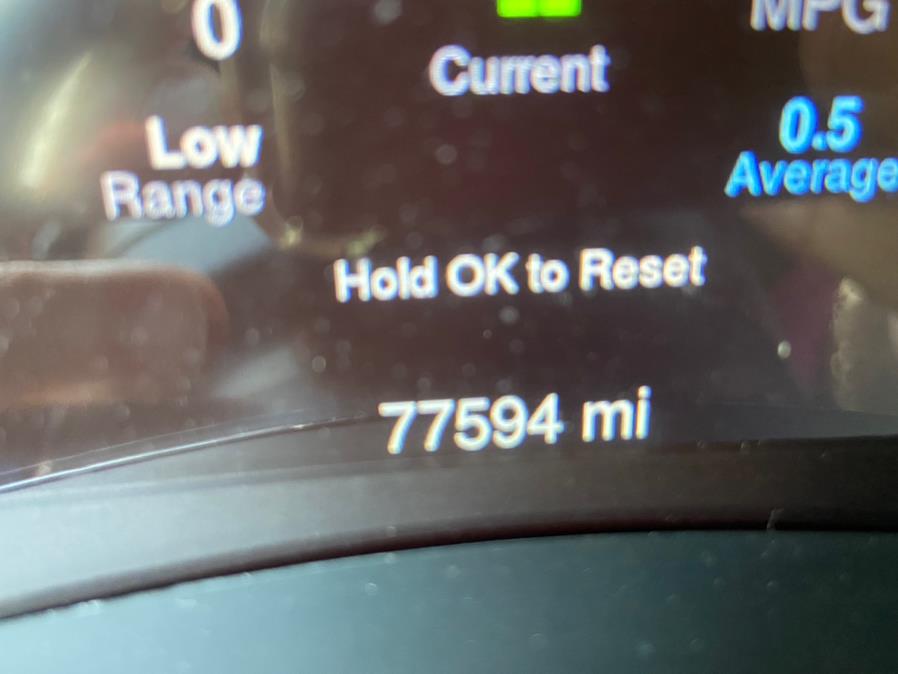 0
MPG
Current
0.5
Low
Average
Range
Hold OK to Reset
77594 mi